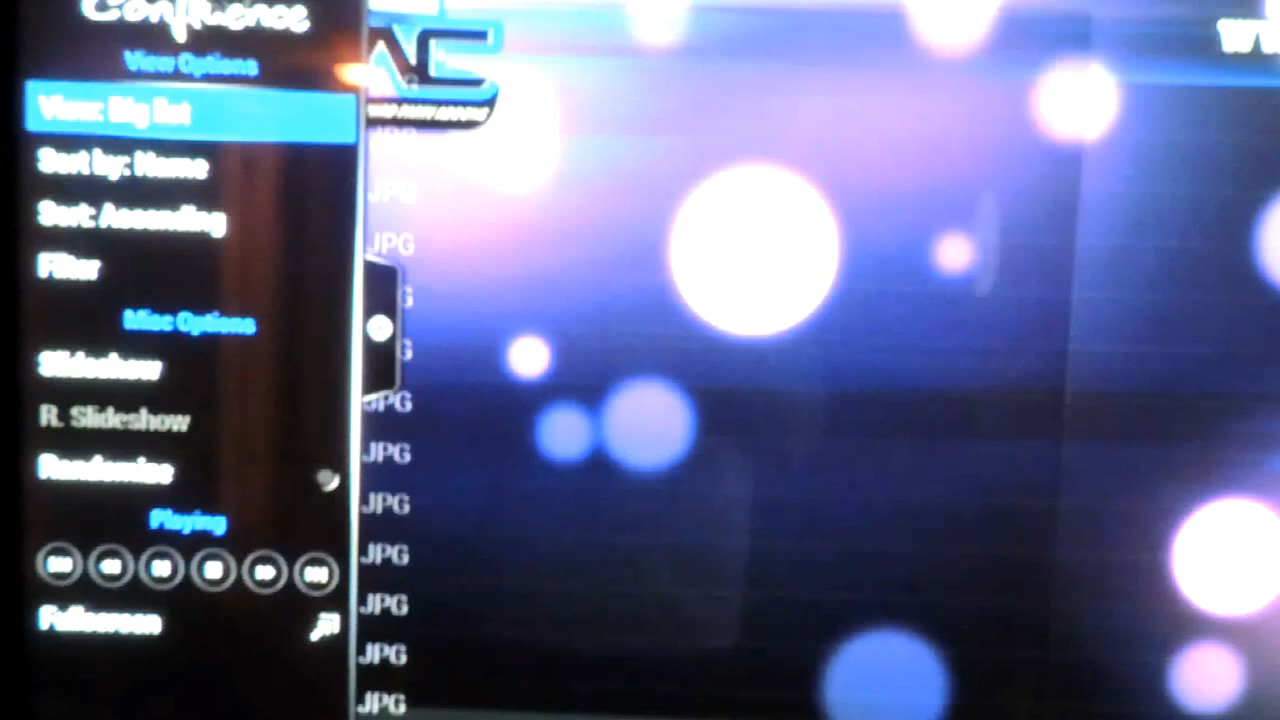 Confluence
View Options
View: Big list
Sort by: Name
Sort: Ascending
Filter
Misc Options
Slideshow
R. Slideshow
Randomise
Playing
Fullscreen
JPG
JPG
JPG
JPG
JPG
JPG
JPG
JPG
JPG
JPG